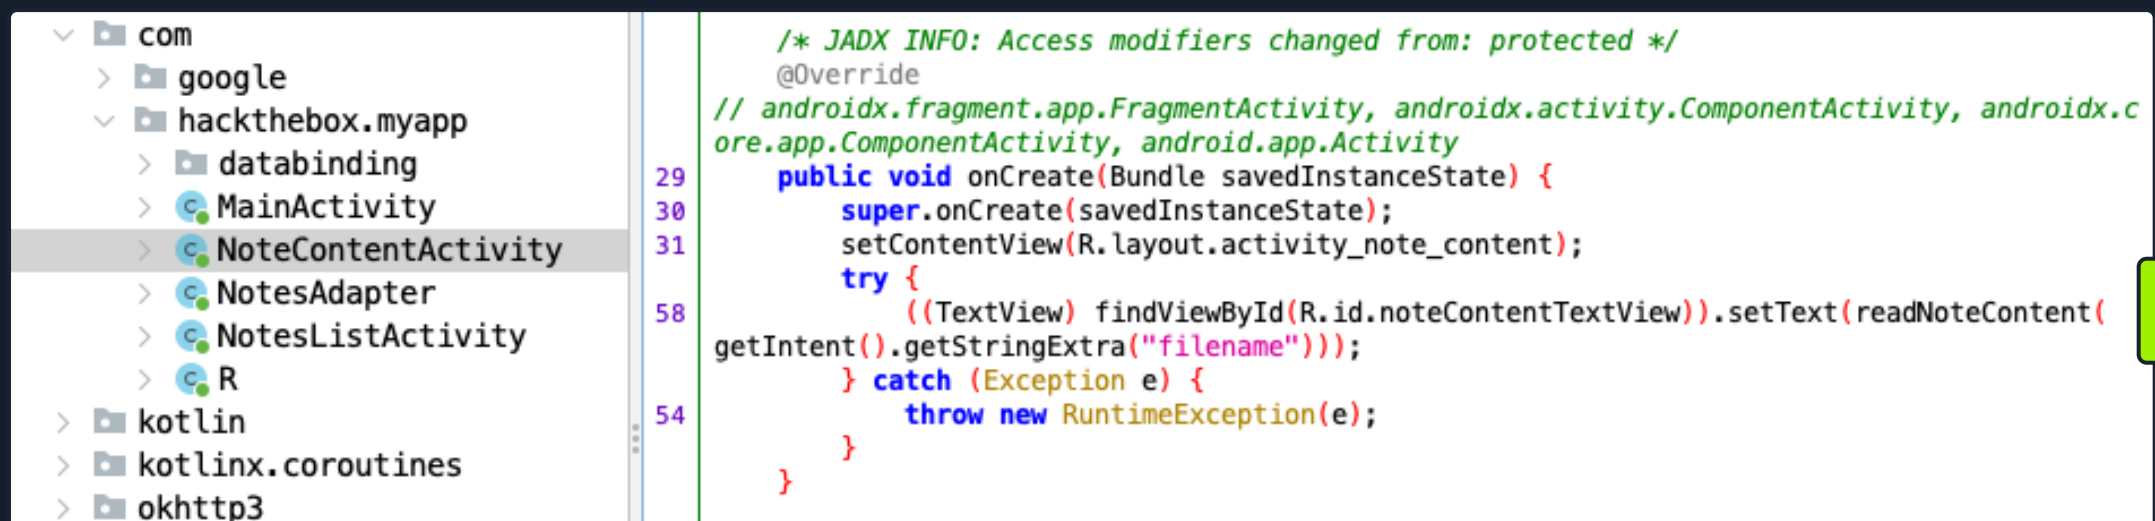 com
google
hackthebox.myapp
databinding
MainActivity
NoteContentActivity
NotesAdapter
NotesListActivity
R
kotlin
kotlinx.coroutines
okhttp3
/* JADX INFO: Access modifiers changed from: protected */
@Override
// androidx.fragment.app.FragmentActivity, androidx.activity.ComponentActivity, androidx.c
ore.app.ComponentActivity, android.app.Activity
29 public void onCreate(Bundle savedInstanceState) {
30 super.onCreate(savedInstanceState);
31 setContentView(R.layout.activity_note_content);
try {
58 ((TextView) findViewById(R.id.noteContentTextView)).setText(readNoteContent(
getIntent().getStringExtra("filename")));
} catch (Exception e) {
54 throw new RuntimeException(e);
}
}